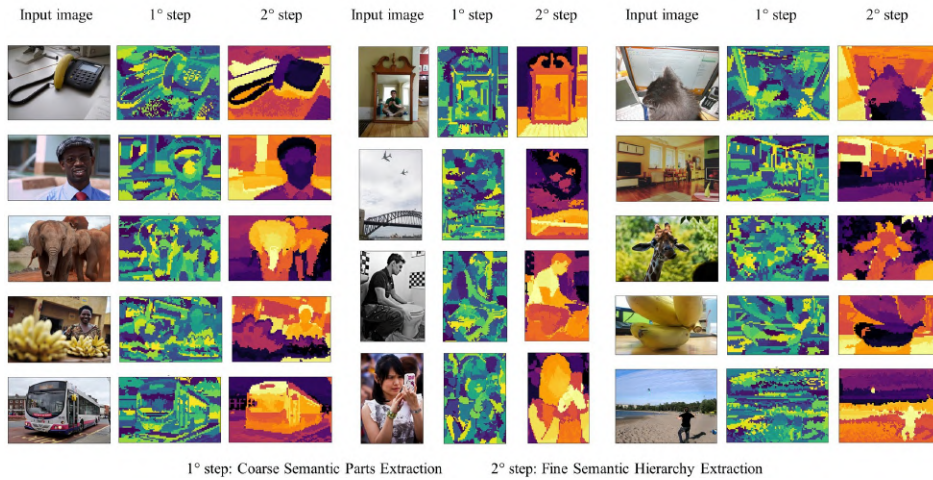 Input image 1° step 2° step Input image 1° step 2° step Input image 1° step 2° step
1° step: Coarse Semantic Parts Extraction 2° step: Fine Semantic Hierarchy Extraction